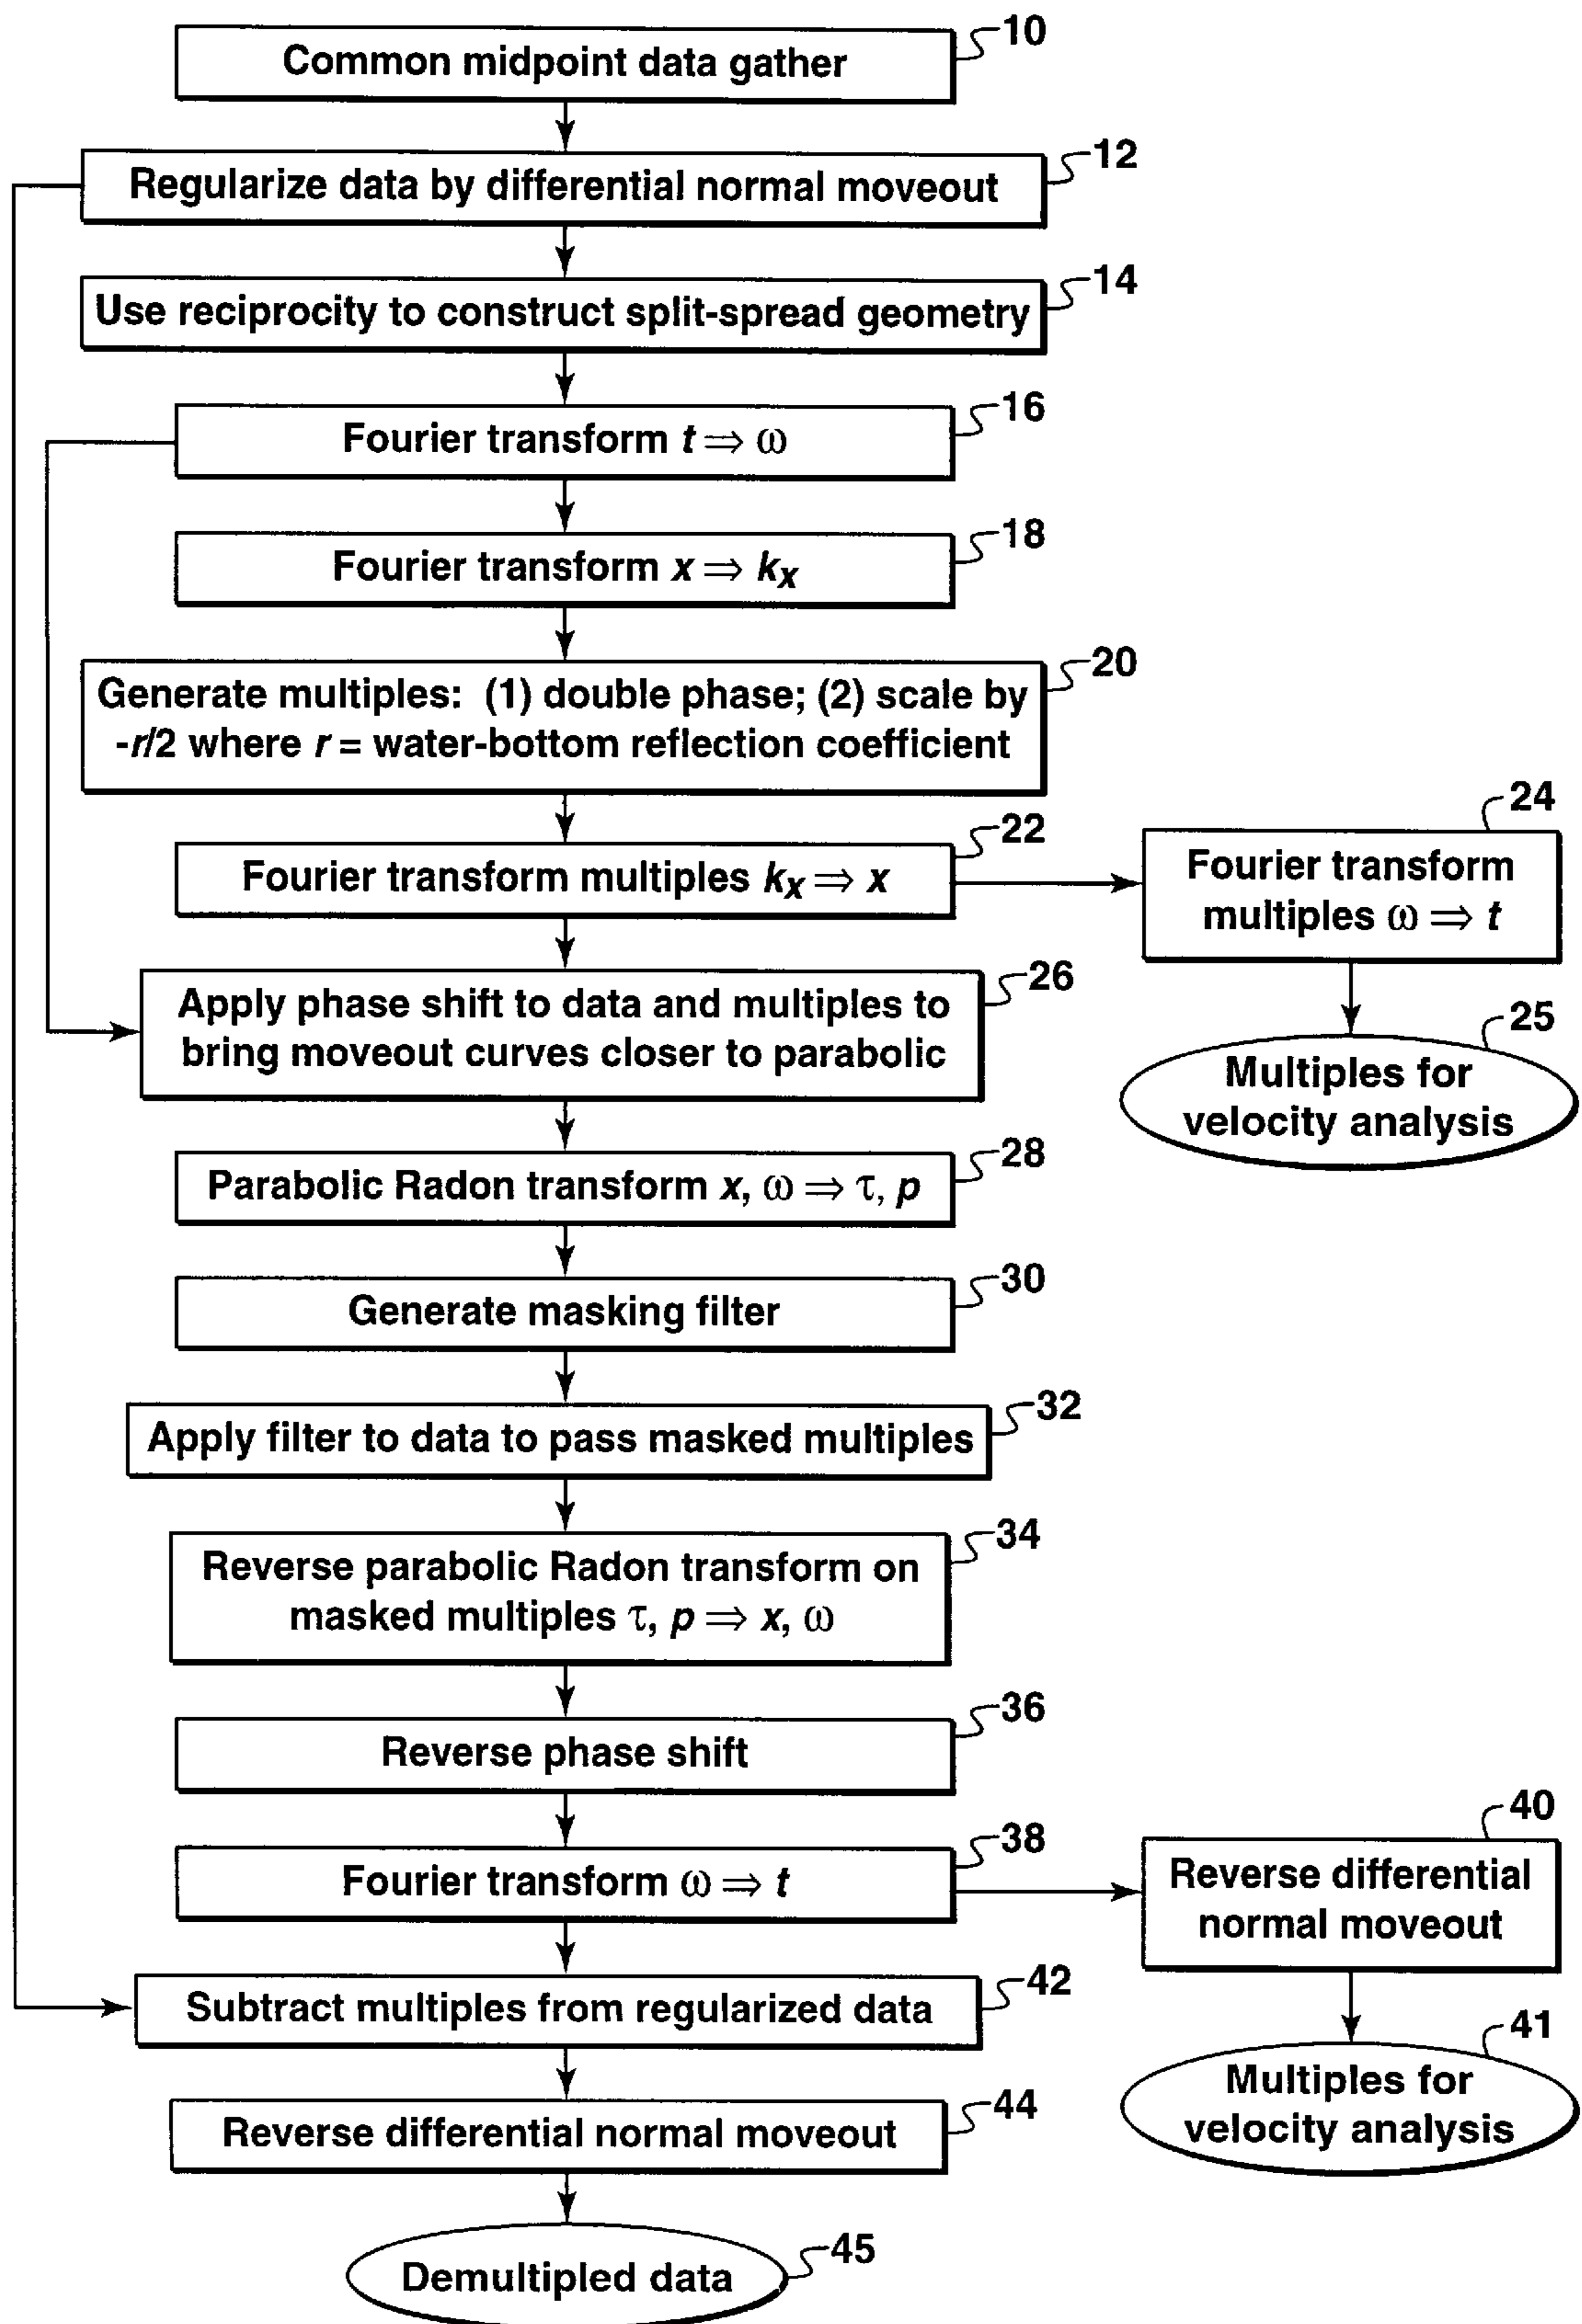 10
Common midpoint data gather
12
Regularize data by differential normal moveout
14
Use reciprocity to construct split-spread geometry
16
Fourier transform t ⇒ ω
18
Fourier transform x ⇒ kx
20
Generate multiples: (1) double phase; (2) scale by
-r/2 where r = water-bottom reflection coefficient
22
Fourier transform multiples kx ⇒ x
24
Fourier transform
multiples ω ⇒ t
25
Multiples for
velocity analysis
26
Apply phase shift to data and multiples to
bring moveout curves closer to parabolic
28
Parabolic Radon transform x, ω ⇒ τ, p
30
Generate masking filter
32
Apply filter to data to pass masked multiples
34
Reverse parabolic Radon transform on
masked multiples τ, p ⇒ x, ω
36
Reverse phase shift
38
Fourier transform ω ⇒ t
40
Reverse differential
normal moveout
41
Multiples for
velocity analysis
42
Subtract multiples from regularized data
44
Reverse differential normal moveout
45
Demultipled data